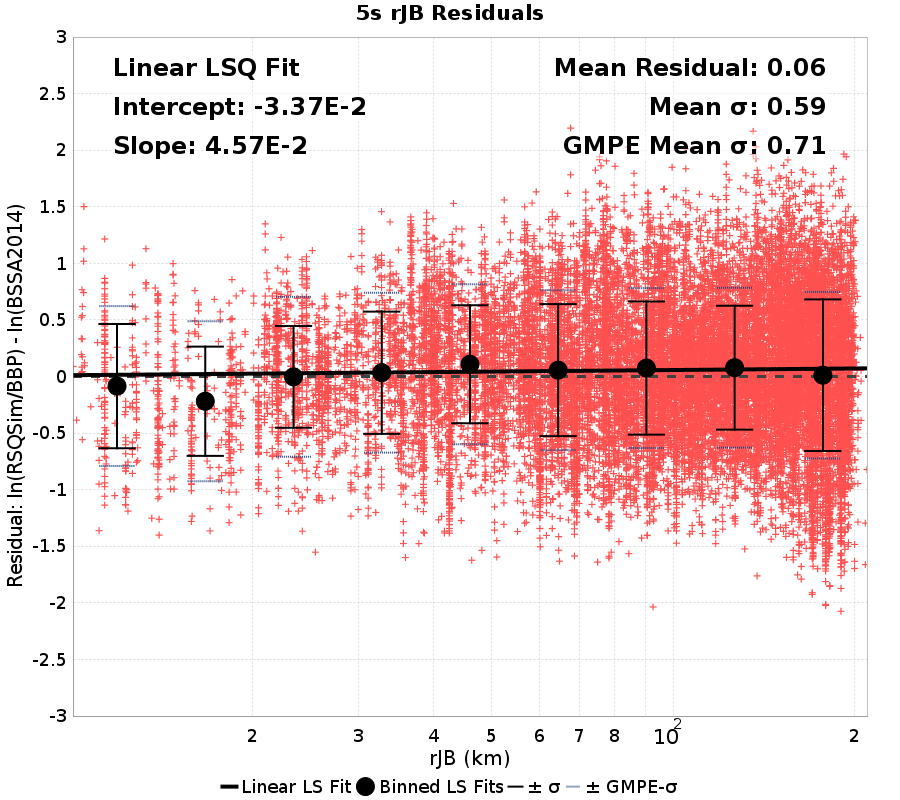 5s rJB Residuals
Linear LSQ Fit
Intercept: -3.37E-2
Slope: 4.57E-2
Mean Residual: 0.06
Mean σ: 0.59
GMPE Mean σ: 0.71
Residual: ln(RSQSim/BBP) - ln(BSSA2014)
3
2.5
2
1.5
1
0.5
0
-0.5
-1
-1.5
-2
-2.5
-3
2 3 4 5 6 7 8 10² 2
rJB (km)
Linear LS Fit Binned LS Fits ± σ ± GMPE-σ